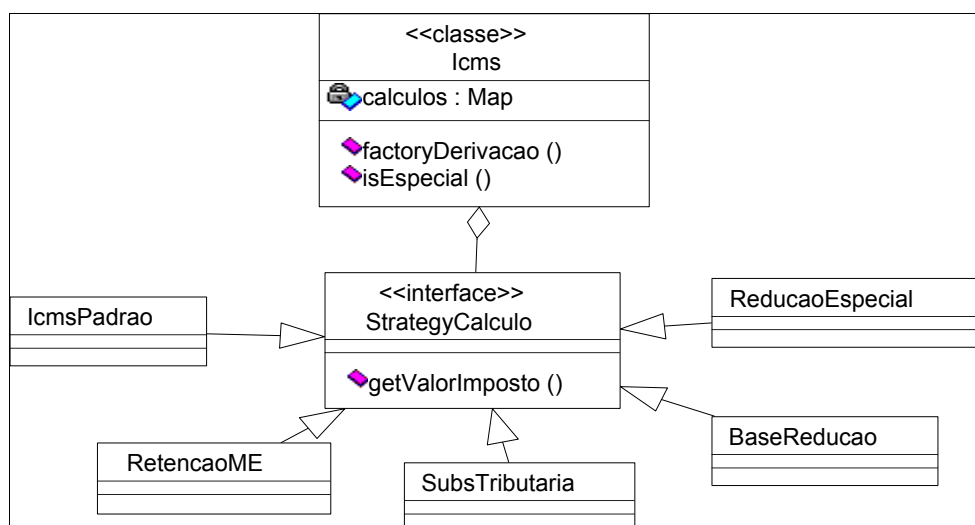 <<classe>>
Icms
calculos : Map
factoryDerivacao ()
isEspecial ()
<<interface>>
StrategyCalculo
getValorImposto ()
IcmsPadrao
ReducaoEspecial
RetencaoME
SubsTributaria
BaseReducao